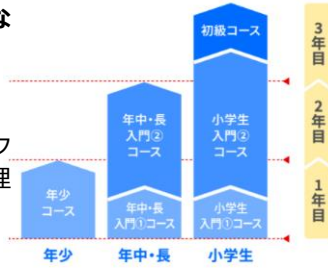 な
フ
理
初級コース
年中・長
入門②
コース
小学生
入門②
コース
年少
コース
年中・長
入門①コース
小学生
入門①コース
年少
年中・長
小学生
3年目
2年目
1年目